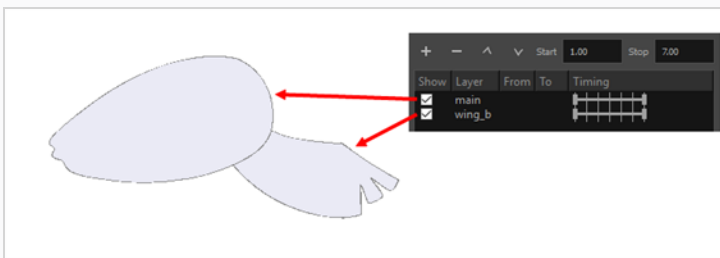 Start 1.00 Stop 7.00
Show Layer From To Timing
main
wing_b